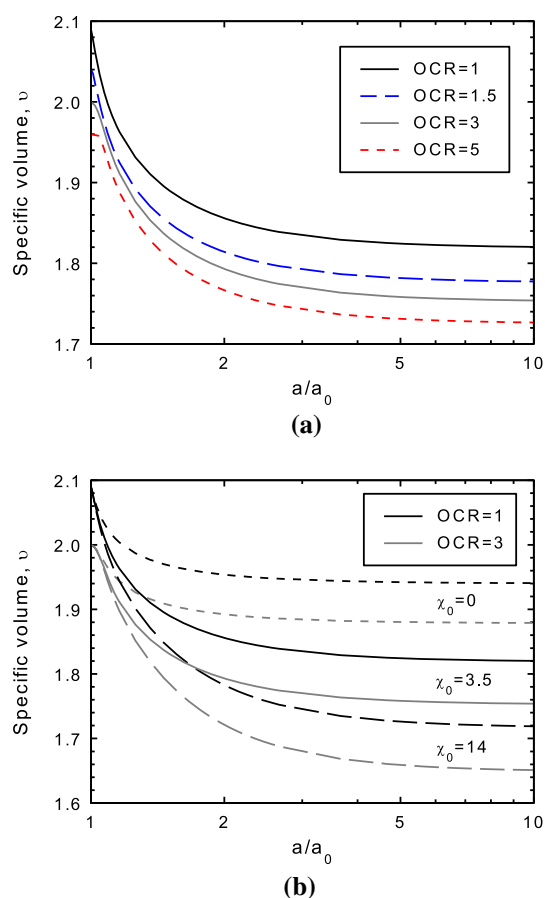 2.1
2.0
1.9
1.8
1.7
Specific volume, υ
OCR=1
OCR=1.5
OCR=3
OCR=5
1 2 5 10
a/a₀
(a)
2.1
2.0
1.9
1.8
1.7
1.6
Specific volume, υ
OCR=1
OCR=3
χ₀=0
χ₀=3.5
χ₀=14
1 2 5 10
a/a₀
(b)